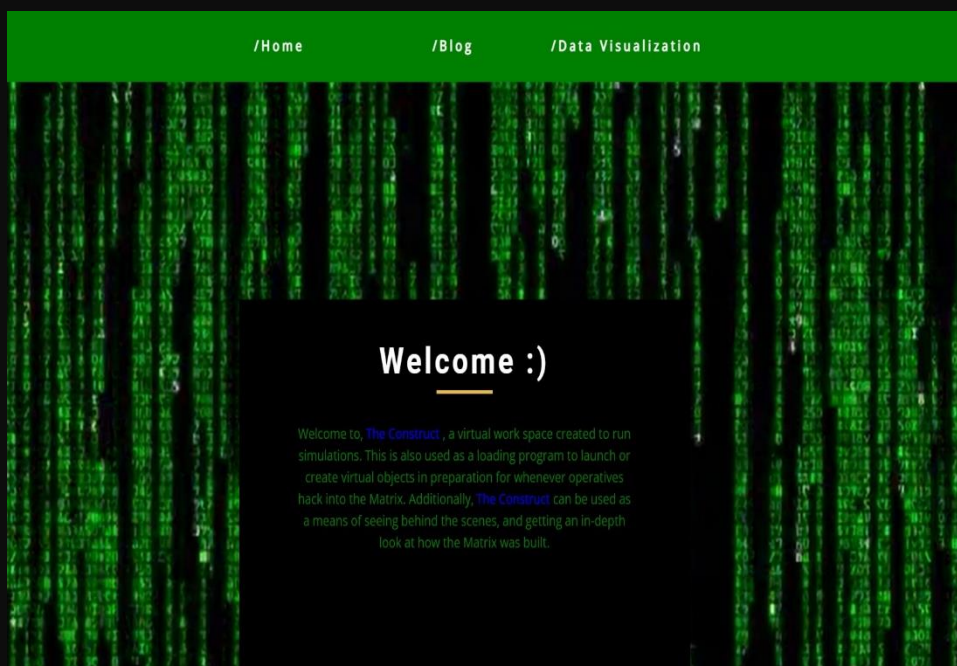 /Home /Blog /Data Visualization
Welcome :)
Welcome to, The Construct , a virtual work space created to run
simulations. This is also used as a loading program to launch or
create virtual objects in preparation for whenever operatives
hack into the Matrix. Additionally, The Construct can be used as
a means of seeing behind the scenes, and getting an in-depth
look at how the Matrix was built.